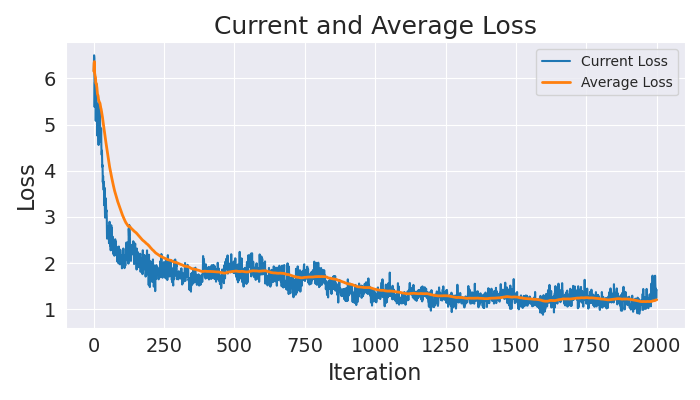 Current and Average Loss
Current Loss
Average Loss
Loss
6
5
4
3
2
1
0 250 500 750 1000 1250 1500 1750 2000
Iteration